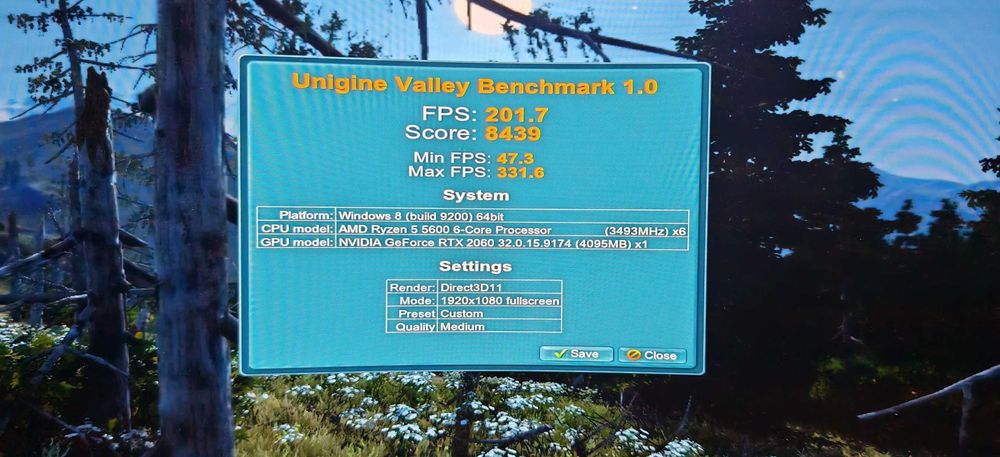 Unigine Valley Benchmark 1.0
FPS: 201.7
Score: 8439
Min FPS: 47.3
Max FPS: 331.6
System
Platform: Windows 8 (build 9200) 64bit
CPU model: AMD Ryzen 5 5600 6-Core Processor (3493MHz) x6
GPU model: NVIDIA GeForce RTX 2060 32.0.15.9174 (4095MB) x1
Settings
Render: Direct3D11
Mode: 1920x1080 fullscreen
Preset Custom
Quality Medium
Save Close